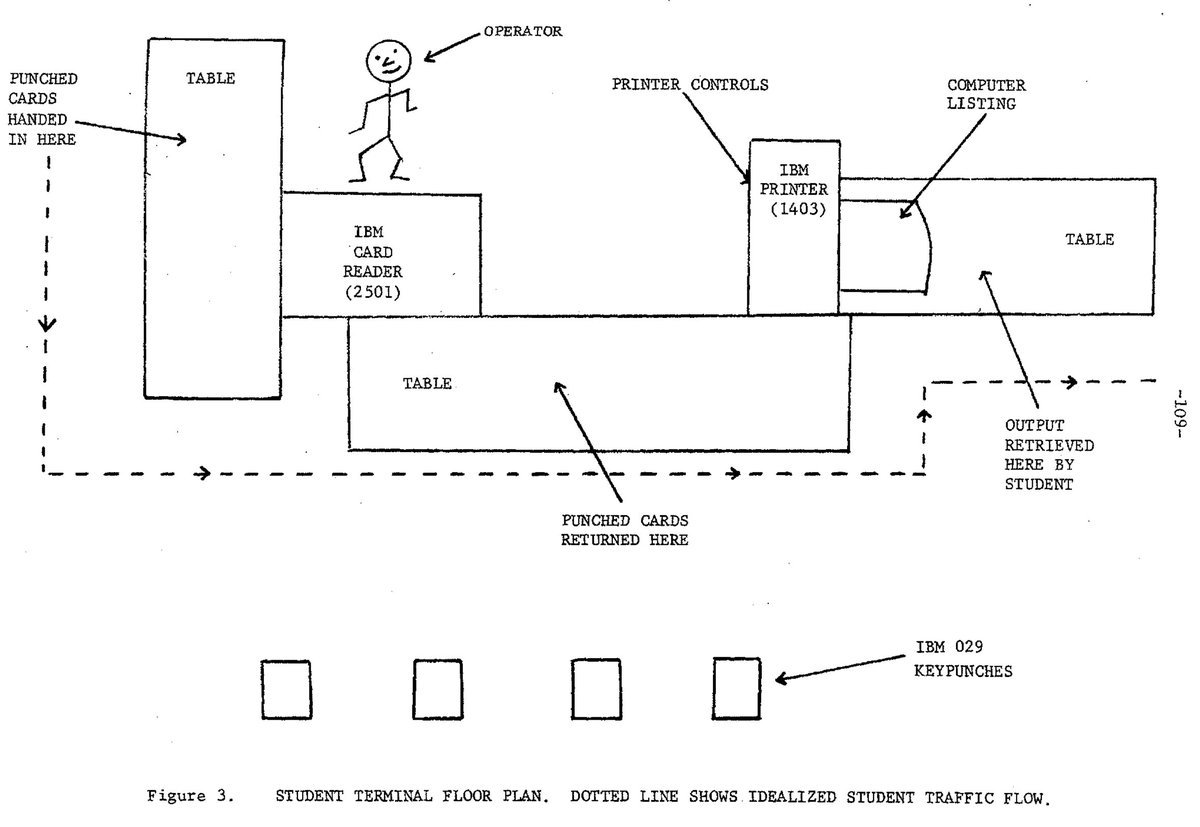 OPERATOR
PUNCHED
CARDS
HANDED
IN HERE
TABLE
PRINTER CONTROLS
COMPUTER
LISTING
IBM
PRINTER
(1403)
IBM
CARD
READER
(2501)
TABLE
TABLE
-109-
OUTPUT
RETRIEVED
HERE BY
STUDENT
PUNCHED CARDS
RETURNED HERE
IBM 029
KEYPUNCHES
Figure 3. STUDENT TERMINAL FLOOR PLAN. DOTTED LINE SHOWS IDEALIZED STUDENT TRAFFIC FLOW.